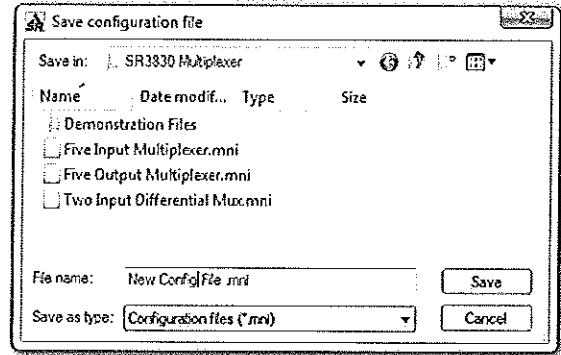 SR Save configuration file
Save in: SR3830 Multiplexer
Name Date modif... Type Size
Demonstration Files
Five Input Multiplexer.mni
Five Output Multiplexer.mni
Two Input Differential Mux.mni
File name: New Config File .mni Save
Save as type: Configuration files (*.mni) Cancel